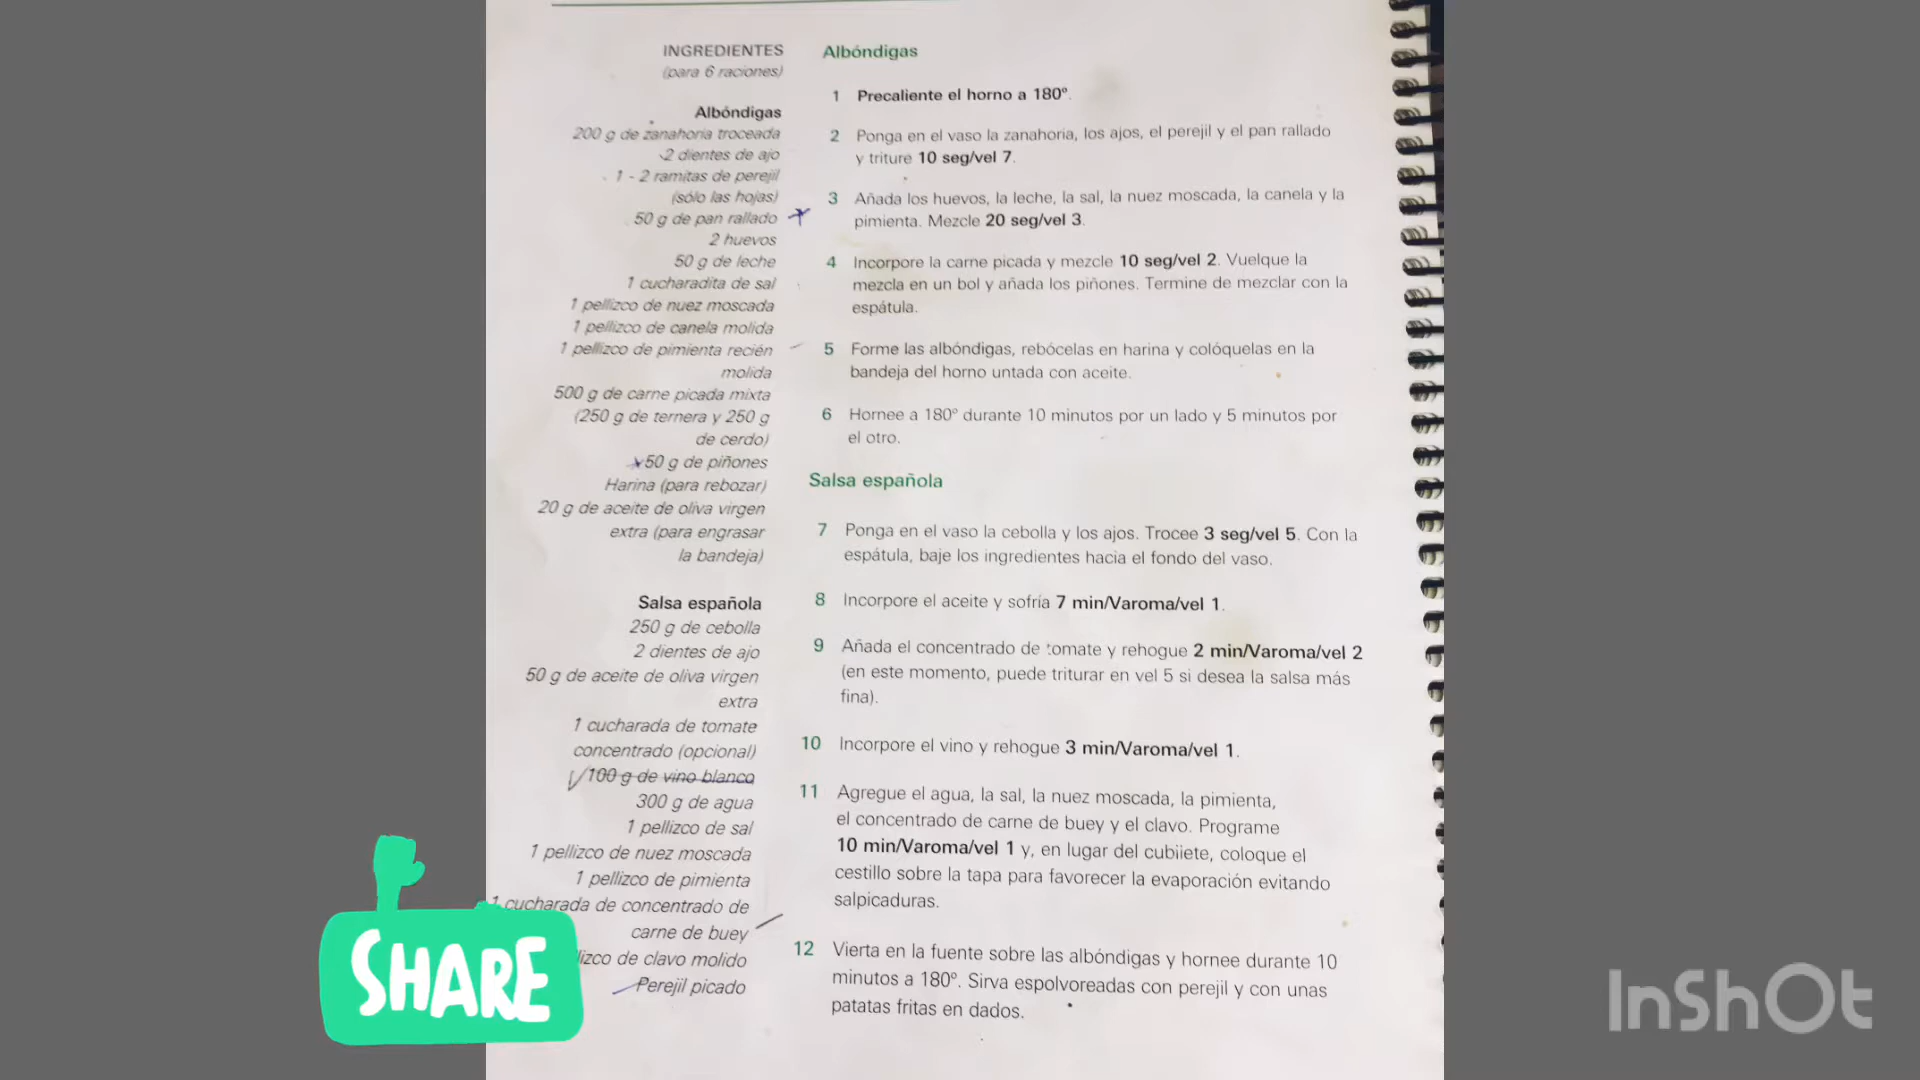 INGREDIENTES
(para 6 raciones)
Albóndigas
200 g de zanahoria troceada
2 dientes de ajo
1 - 2 ramitas de perejil
(sólo las hojas)
50 g de pan rallado
2 huevos
50 g de leche
1 cucharadita de sal
1 pellizco de nuez moscada
1 pellizco de canela molida
1 pellizco de pimienta recién
molida
500 g de carne picada mixta
(250 g de ternera y 250 g
de cerdo)
50 g de piñones
Harina (para rebozar)
20 g de aceite de oliva virgen
extra (para engrasar
la bandeja)
Salsa española
250 g de cebolla
2 dientes de ajo
50 g de aceite de oliva virgen
extra
1 cucharada de tomate
concentrado (opcional)
100 g de vino blanco
300 g de agua
1 pellizco de sal
1 pellizco de nuez moscada
1 pellizco de pimienta
1 cucharada de concentrado de
carne de buey
de clavo molido
Perejil picado
Albóndigas
1 Precaliente el horno a 180º.
2 Ponga en el vaso la zanahoria, los ajos, el perejil y el pan rallado
y triture 10 seg/vel 7.
3 Añada los huevos, la leche, la sal, la nuez moscada, la canela y la
pimienta. Mezcle 20 seg/vel 3.
4 Incorpore la carne picada y mezcle 10 seg/vel 2. Vuelque la
mezcla en un bol y añada los piñones. Termine de mezclar con la
espátula.
5 Forme las albóndigas, rebócelas en harina y colóquelas en la
bandeja del horno untada con aceite.
6 Hornee a 180º durante 10 minutos por un lado y 5 minutos por
el otro.
Salsa española
7 Ponga en el vaso la cebolla y los ajos. Trocee 3 seg/vel 5. Con la
espátula, baje los ingredientes hacia el fondo del vaso.
8 Incorpore el aceite y sofría 7 min/Varoma/vel 1.
9 Añada el concentrado de tomate y rehogue 2 min/Varoma/vel 2
(en este momento, puede triturar en vel 5 si desea la salsa más
fina).
10 Incorpore el vino y rehogue 3 min/Varoma/vel 1.
11 Agregue el agua, la sal, la nuez moscada, la pimienta,
el concentrado de carne de buey y el clavo. Programe
10 min/Varoma/vel 1 y, en lugar del cubilete, coloque el
cestillo sobre la tapa para favorecer la evaporación evitando
salpicaduras.
12 Vierta en la fuente sobre las albóndigas y hornee durante 10
minutos a 180º. Sirva espolvoreadas con perejil y con unas
patatas fritas en dados.
SHARE
InShOt